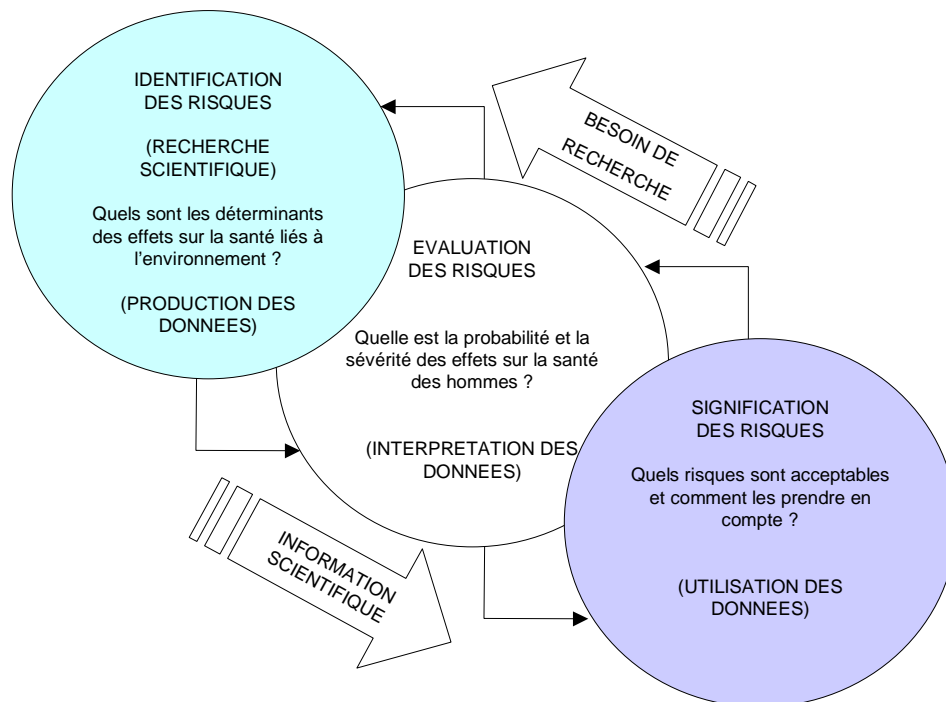 IDENTIFICATION
DES RISQUES
(RECHERCHE
SCIENTIFIQUE)
Quels sont les déterminants
des effets sur la santé liés à
l’environnement ?
(PRODUCTION DES
DONNEES)
BESOIN DE
RECHERCHE
EVALUATION
DES RISQUES
Quelle est la probabilité et la
sévérité des effets sur la santé
des hommes ?
(INTERPRETATION DES
DONNEES)
SIGNIFICATION
DES RISQUES
Quels risques sont acceptables
et comment les prendre en
compte ?
(UTILISATION DES
DONNEES)
INFORMATION
SCIENTIFIQUE